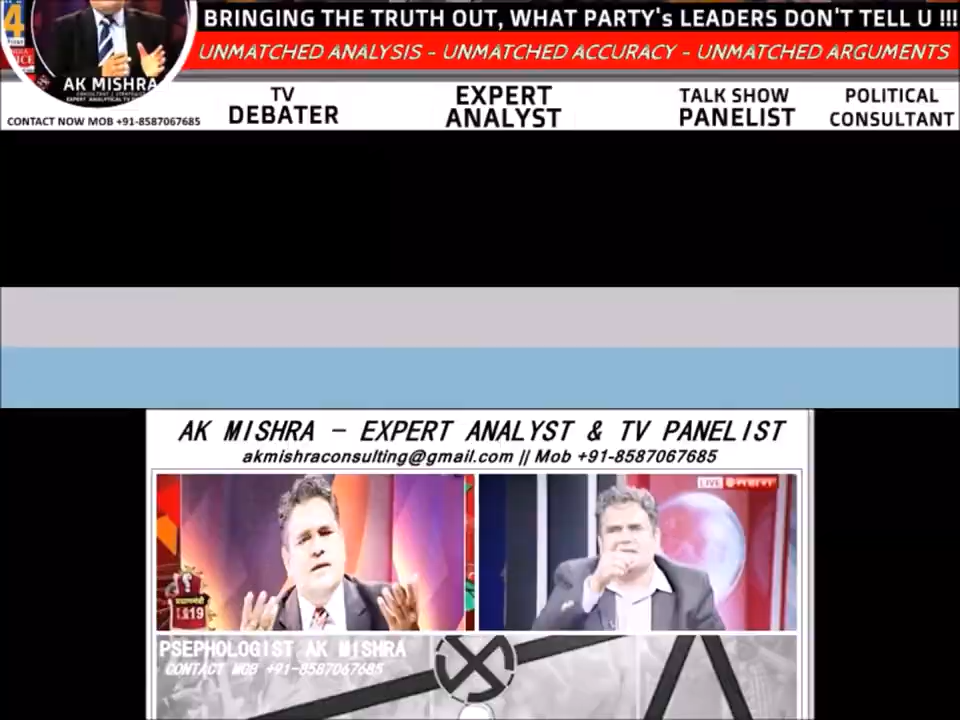 4
BRINGING THE TRUTH OUT, WHAT PARTY's LEADERS DON'T TELL U !!!
UNMATCHED ANALYSIS - UNMATCHED ACCURACY - UNMATCHED ARGUMENTS
AK MISHRA
CONTACT NOW MOB +91-8587067685
TV
DEBATER
EXPERT
ANALYST
TALK SHOW
PANELIST
POLITICAL
CONSULTANT
AK MISHRA - EXPERT ANALYST & TV PANELIST
akmishraconsulting@gmail.com || Mob +91-8587067685
LIVE
PSEPHOLOGIST AK MISHRA
CONTACT MOB +91-8587067685